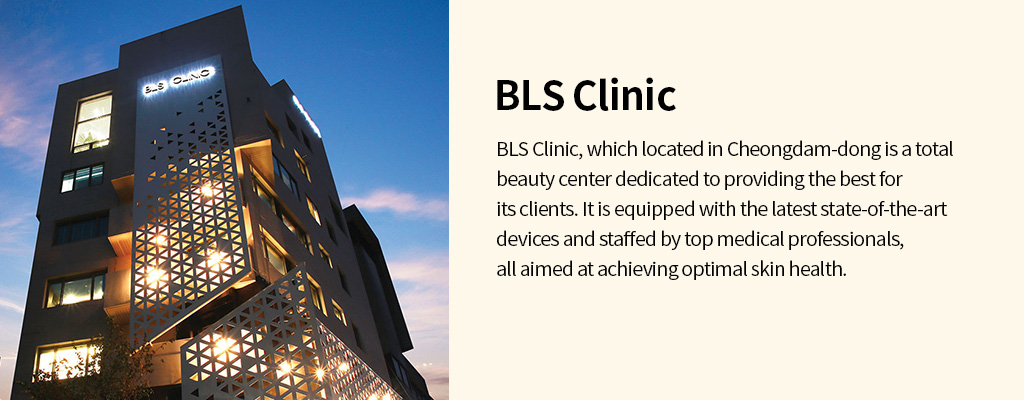 BLS CLINIC
BLS Clinic
BLS Clinic, which located in Cheongdam-dong is a total
beauty center dedicated to providing the best for
its clients. It is equipped with the latest state-of-the-art
devices and staffed by top medical professionals,
all aimed at achieving optimal skin health.